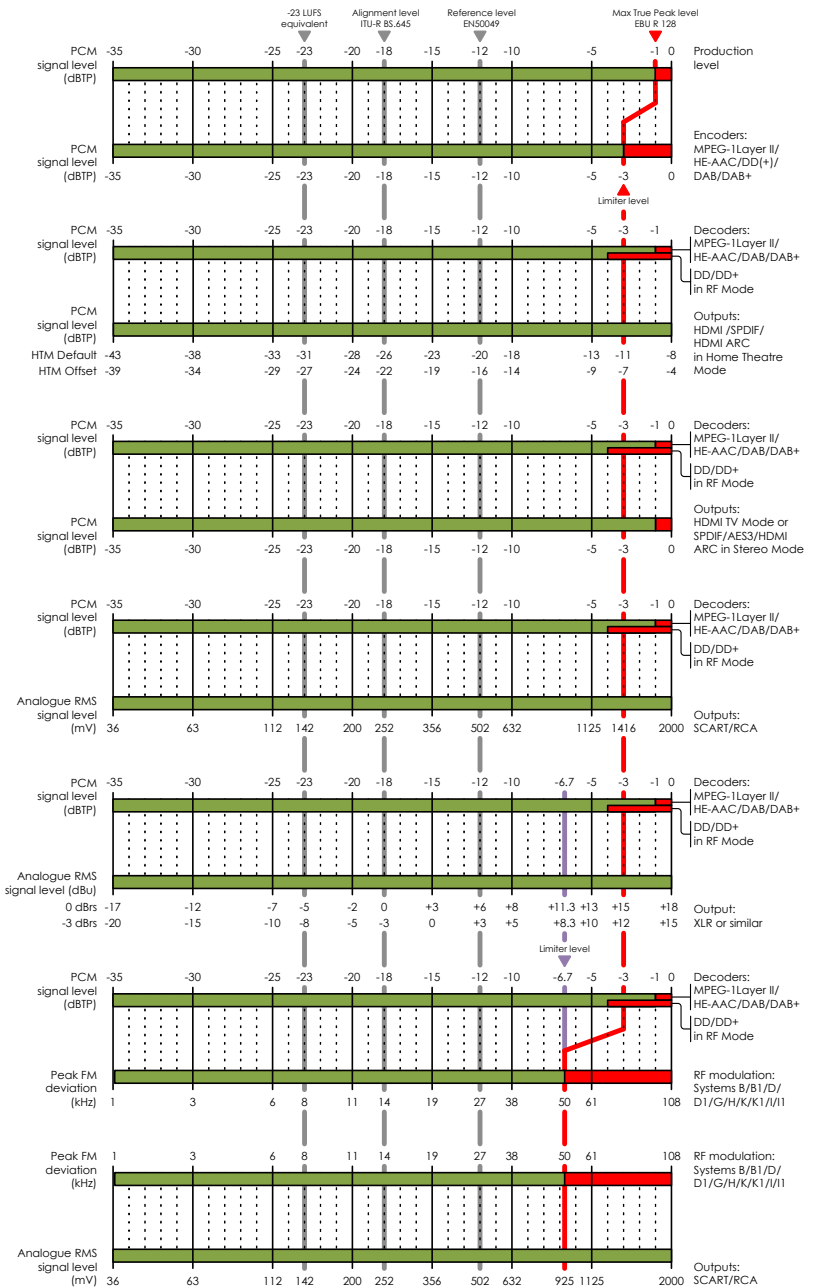 -23 LUFS
equivalent
Alignment level
ITU-R BS.645
Reference level
EN50049
Max True Peak level
EBU R 128
PCM
signal level
(dBTP)
-35 -30 -25 -23 -20 -18 -15 -12 -10 -5 -1 0
Production
level
PCM
signal level
(dBTP)
-35 -30 -25 -23 -20 -18 -15 -12 -10 -5 -3 0
Encoders:
MPEG-1Layer II/
HE-AAC/DD(+)/
DAB/DAB+
Limiter level
PCM
signal level
(dBTP)
-35 -30 -25 -23 -20 -18 -15 -12 -10 -5 -3 -1 0
Decoders:
MPEG-1Layer II/
HE-AAC/DAB/DAB+
DD/DD+
in RF Mode
PCM
signal level
(dBTP)
HTM Default -43 -38 -33 -31 -28 -26 -23 -20 -18 -13 -11 -8
HTM Offset -39 -34 -29 -27 -24 -22 -19 -16 -14 -9 -7 -4
Outputs:
HDMI /SPDIF/
HDMI ARC
in Home Theatre
Mode
PCM
signal level
(dBTP)
-35 -30 -25 -23 -20 -18 -15 -12 -10 -5 -3 -1 0
Decoders:
MPEG-1Layer II/
HE-AAC/DAB/DAB+
DD/DD+
in RF Mode
PCM
signal level
(dBTP)
-35 -30 -25 -23 -20 -18 -15 -12 -10 -5 -3 0
Outputs:
HDMI TV Mode or
SPDIF/AES3/HDMI
ARC in Stereo Mode
PCM
signal level
(dBTP)
-35 -30 -25 -23 -20 -18 -15 -12 -10 -5 -3 -1 0
Decoders:
MPEG-1Layer II/
HE-AAC/DAB/DAB+
DD/DD+
in RF Mode
Analogue RMS
signal level
(mV)
36 63 112 142 200 252 356 502 632 1125 1416 2000
Outputs:
SCART/RCA
PCM
signal level
(dBTP)
-35 -30 -25 -23 -20 -18 -15 -12 -10 -6.7 -5 -3 -1 0
Decoders:
MPEG-1Layer II/
HE-AAC/DAB/DAB+
DD/DD+
in RF Mode
Analogue RMS
signal level (dBu)
0 dBrs -17 -12 -7 -5 -2 0 +3 +6 +8 +11.3 +13 +15 +18
-3 dBrs -20 -15 -10 -8 -5 -3 0 +3 +5 +8.3 +10 +12 +15
Output:
XLR or similar
Limiter level
PCM
signal level
(dBTP)
-35 -30 -25 -23 -20 -18 -15 -12 -10 -6.7 -5 -3 -1 0
Decoders:
MPEG-1Layer II/
HE-AAC/DAB/DAB+
DD/DD+
in RF Mode
Peak FM
deviation
(kHz)
1 3 6 8 11 14 19 27 38 50 61 108
RF modulation:
Systems B/B1/D/
D1/G/H/K/K1/I/I1
Peak FM
deviation
(kHz)
1 3 6 8 11 14 19 27 38 50 61 108
RF modulation:
Systems B/B1/D/
D1/G/H/K/K1/I/I1
Analogue RMS
signal level
(mV)
36 63 112 142 200 252 356 502 632 925 1125 2000
Outputs:
SCART/RCA